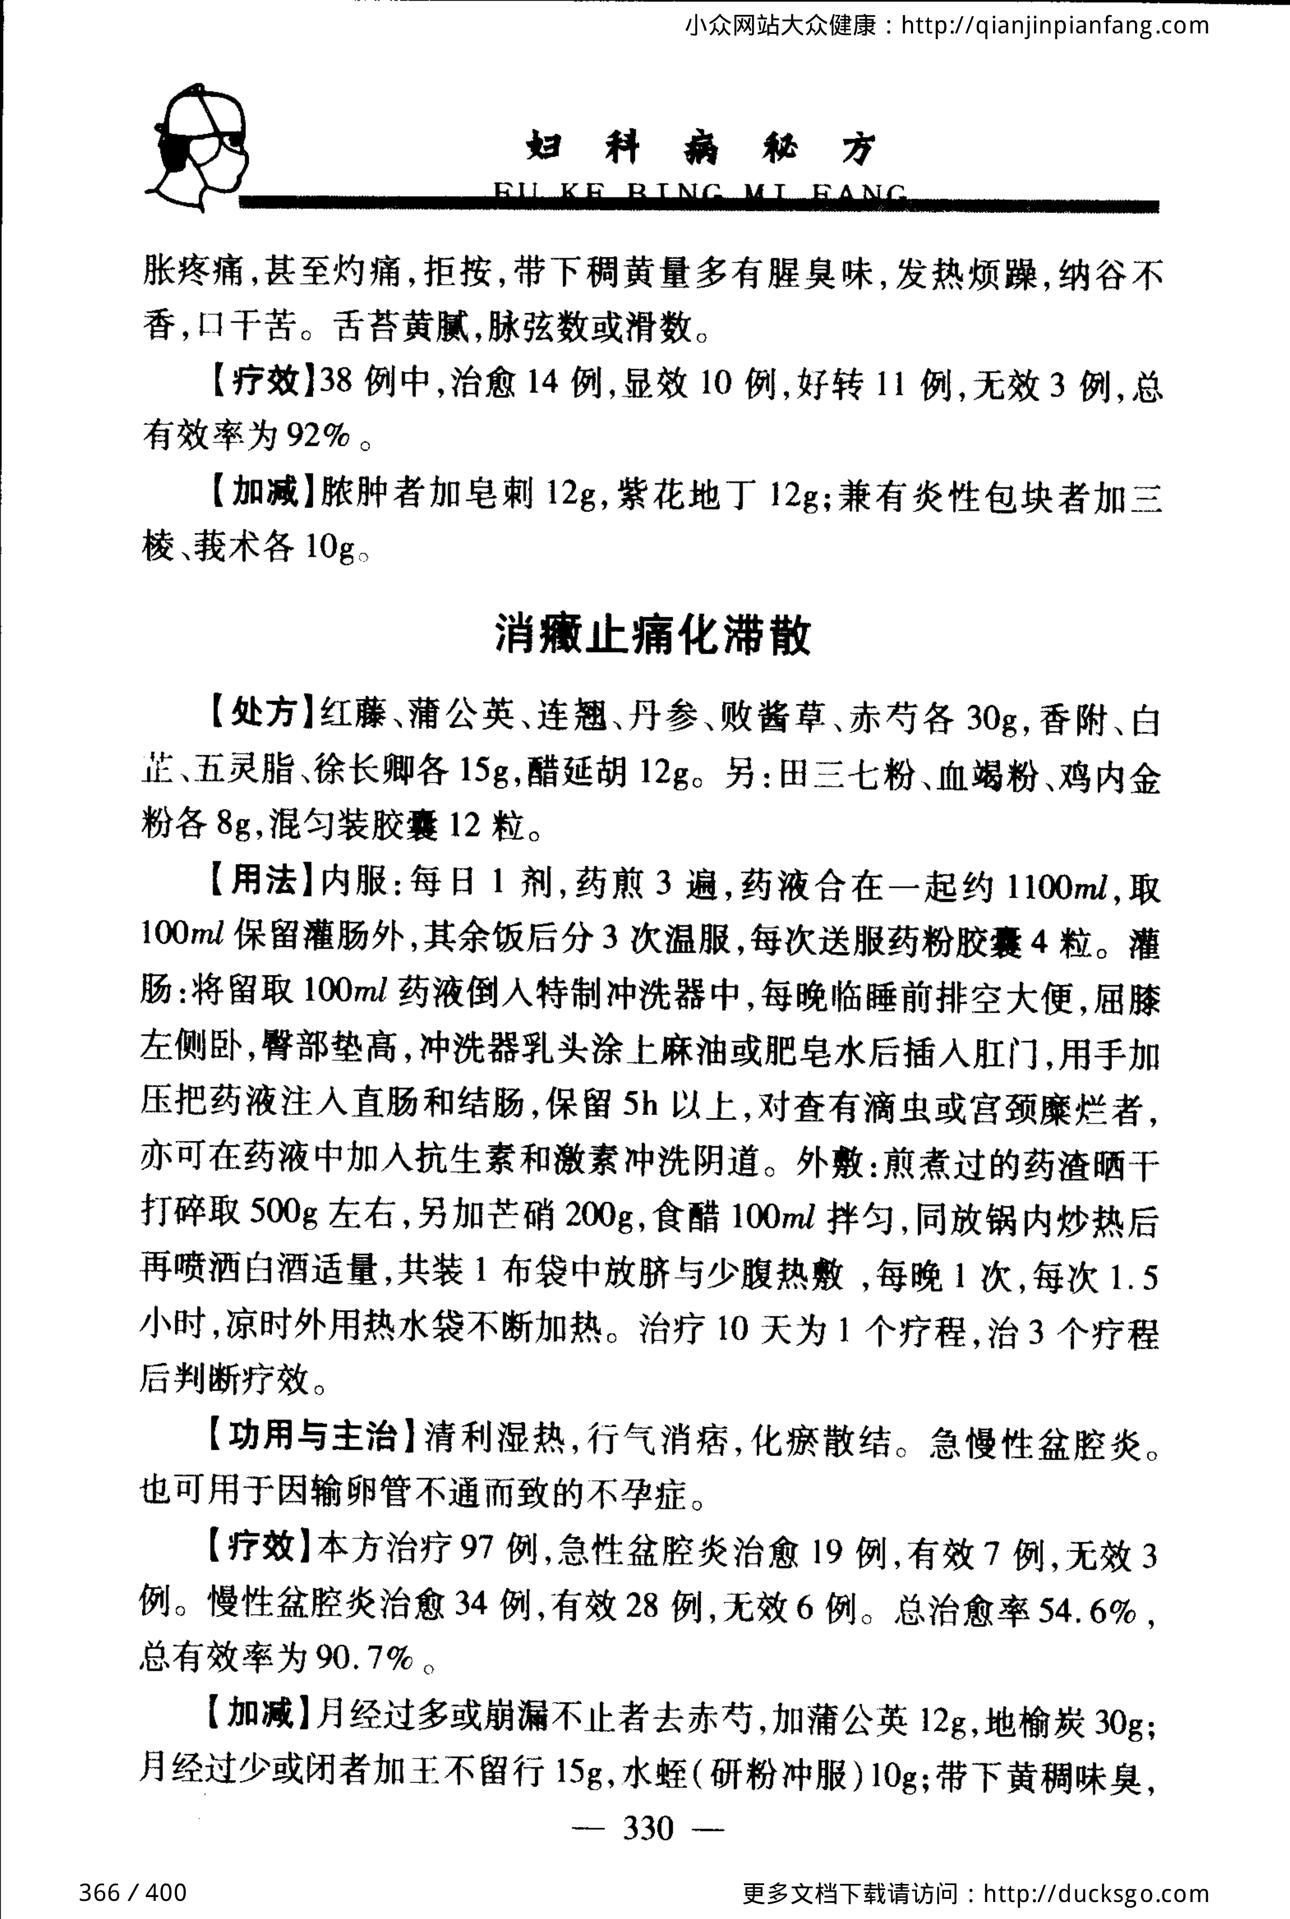 小众网站大众健康：http://qianjinpianfang.com
妇科病秘方
FU KE BING MI FANG
胀疼痛,甚至灼痛,拒按,带下稠黄量多有腥臭味,发热烦躁,纳谷不
香,口干苦。舌苔黄腻,脉弦数或滑数。
【疗效】38 例中,治愈 14 例,显效 10 例,好转 11 例,无效 3 例,总
有效率为 92%。
【加减】脓肿者加皂刺 12g,紫花地丁 12g;兼有炎性包块者加三
棱、莪术各 10g。
消癥止痛化滞散
【处方】红藤、蒲公英、连翘、丹参、败酱草、赤芍各 30g,香附、白
芷、五灵脂、徐长卿各 15g,醋延胡 12g。另:田三七粉、血竭粉、鸡内金
粉各 8g,混匀装胶囊 12 粒。
【用法】内服:每日 1 剂,药煎 3 遍,药液合在一起约 1100ml,取
100ml 保留灌肠外,其余饭后分 3 次温服,每次送服药粉胶囊 4 粒。灌
肠:将留取 100ml 药液倒入特制冲洗器中,每晚临睡前排空大便,屈膝
左侧卧,臀部垫高,冲洗器乳头涂上麻油或肥皂水后插入肛门,用手加
压把药液注入直肠和结肠,保留 5h 以上,对查有滴虫或宫颈糜烂者,
亦可在药液中加入抗生素和激素冲洗阴道。外敷:煎煮过的药渣晒干
打碎取 500g 左右,另加芒硝 200g,食醋 100ml 拌匀,同放锅内炒热后
再喷洒白酒适量,共装 1 布袋中放脐与少腹热敷 ,每晚 1 次,每次 1.5
小时,凉时外用热水袋不断加热。治疗 10 天为 1 个疗程,治 3 个疗程
后判断疗效。
【功用与主治】清利湿热,行气消痞,化瘀散结。急慢性盆腔炎。
也可用于因输卵管不通而致的不孕症。
【疗效】本方治疗 97 例,急性盆腔炎治愈 19 例,有效 7 例,无效 3
例。慢性盆腔炎治愈 34 例,有效 28 例,无效 6 例。总治愈率 54.6%,
总有效率为 90.7%。
【加减】月经过多或崩漏不止者去赤芍,加蒲公英 12g,地榆炭 30g;
月经过少或闭者加王不留行 15g,水蛭(研粉冲服)10g;带下黄稠味臭,
— 330 —
366 / 400
更多文档下载请访问：http://ducksgo.com